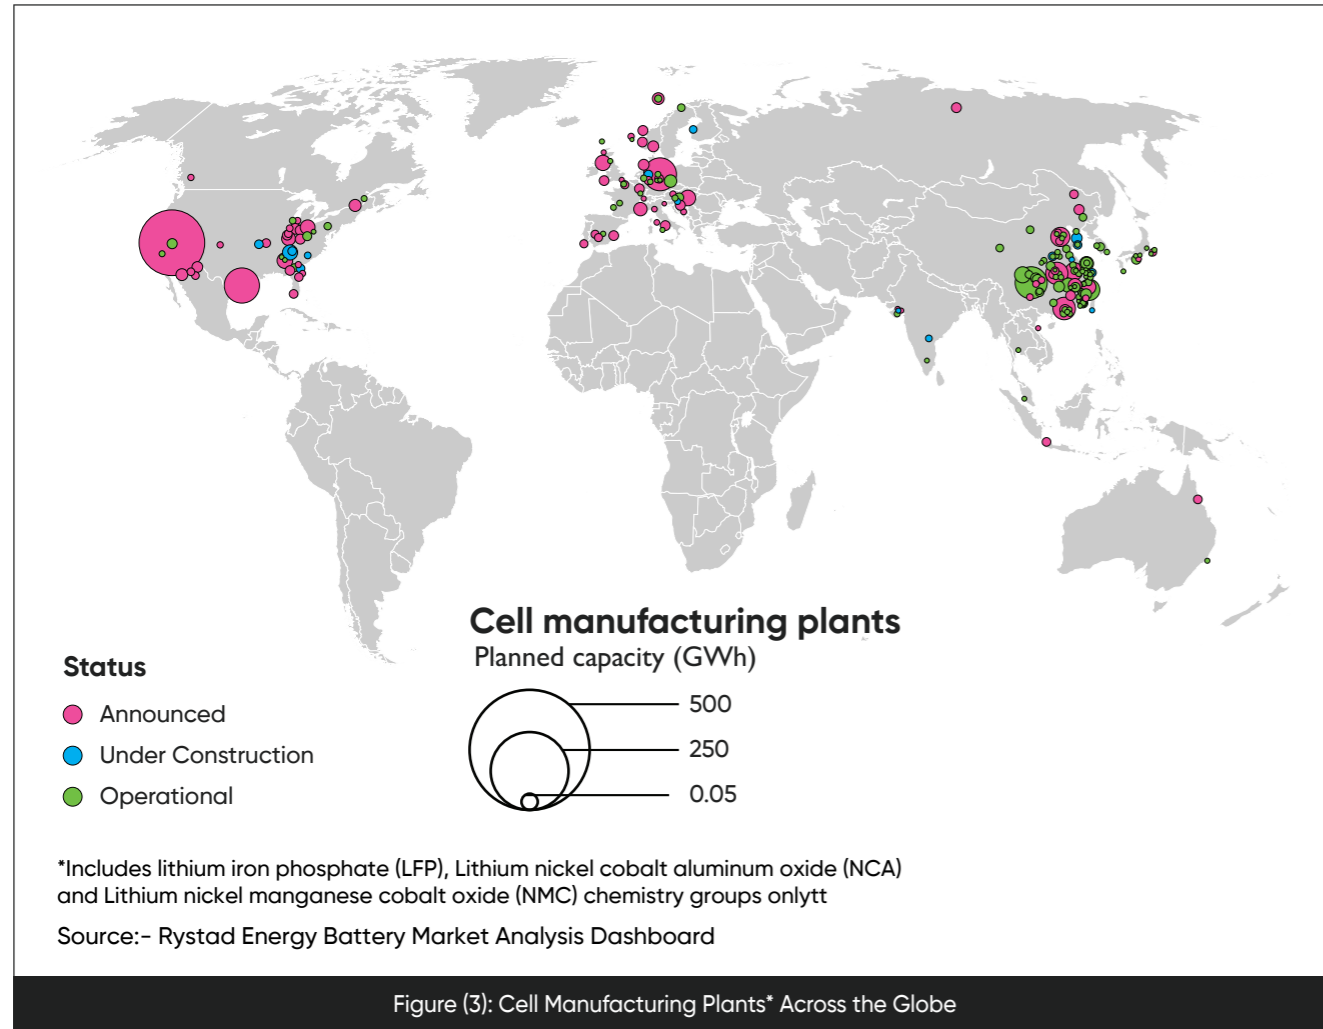 Cell manufacturing plants
Planned capacity (GWh)
Status
Announced
Under Construction
Operational
500
250
0.05
*Includes lithium iron phosphate (LFP), Lithium nickel cobalt aluminum oxide (NCA)
and Lithium nickel manganese cobalt oxide (NMC) chemistry groups onlytt
Source:- Rystad Energy Battery Market Analysis Dashboard
Figure (3): Cell Manufacturing Plants* Across the Globe